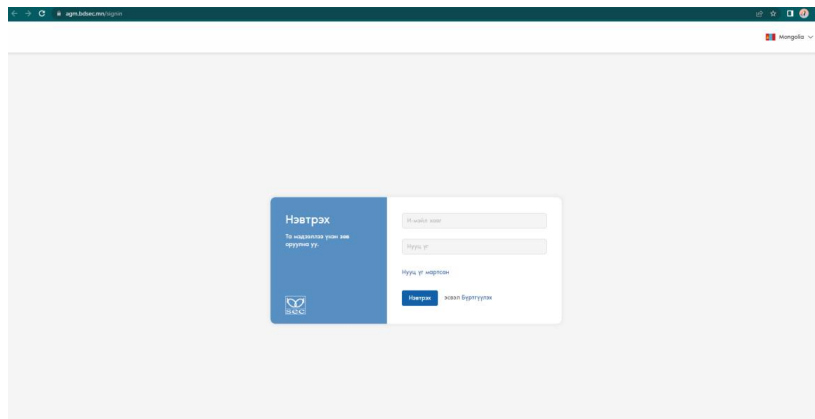 agm.bdsec.mn/signin
Mongolia
Нэвтрэх
Та мэдээллээ үнэн зөв
оруулна уу.
И-мэйл хаяг
Нууц үг
Нууц үг мартсан
Нэвтрэх эсвэл Бүртгүүлэх